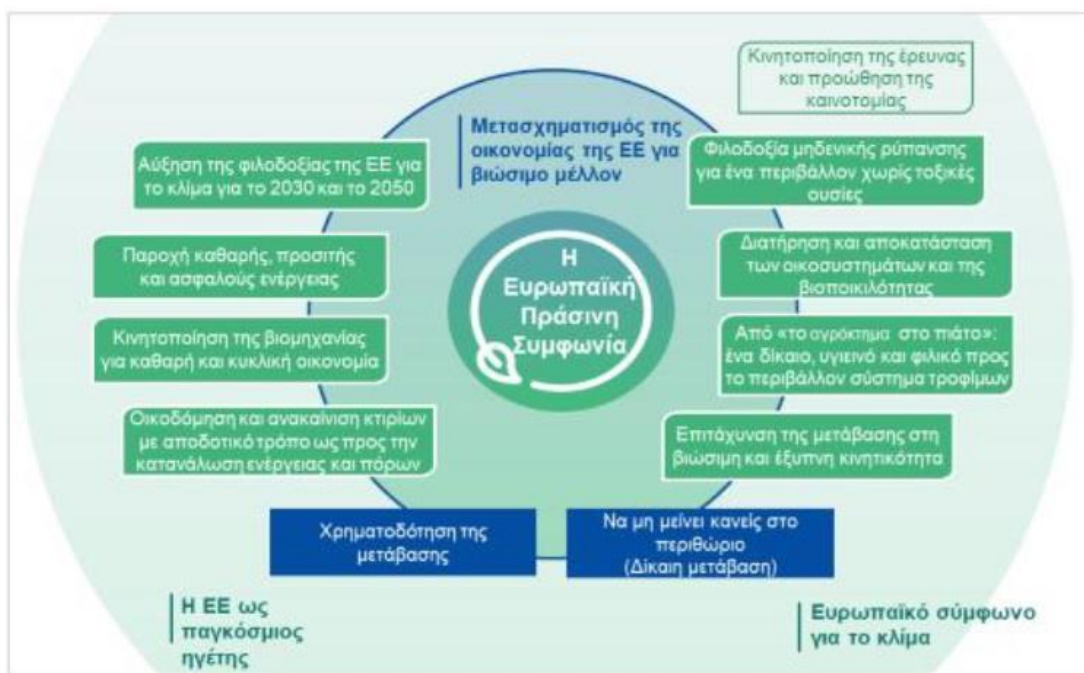 Κινητοποίηση της έρευνας
και προώθηση της
καινοτομίας
Μετασχηματισμός της
οικονομίας της ΕΕ για
βιώσιμο μέλλον
Αύξηση της φιλοδοξίας της ΕΕ για
το κλίμα για το 2030 και το 2050
Φιλοδοξία μηδενικής ρύπανσης
για ένα περιβάλλον χωρίς τοξικές
ουσίες
Παροχή καθαρής, προσιτής
και ασφαλούς ενέργειας
Η
Ευρωπαϊκή
Πράσινη
Συμφωνία
Διατήρηση και αποκατάσταση
των οικοσυστημάτων και της
βιοποικιλότητας
Κινητοποίηση της βιομηχανίας
για καθαρή και κυκλική οικονομία
Από «το αγρόκτημα στο πιάτο»:
ένα δίκαιο, υγιεινό και φιλικό προς
το περιβάλλον σύστημα τροφίμων
Οικοδόμηση και ανακαίνιση κτιρίων
με αποδοτικό τρόπο ως προς την
κατανάλωση ενέργειας και πόρων
Επιτάχυνση της μετάβασης στη
βιώσιμη και έξυπνη κινητικότητα
Χρηματοδότηση της
μετάβασης
Να μη μείνει κανείς στο
περιθώριο
(Δίκαιη μετάβαση)
Η ΕΕ ως
παγκόσμιος
ηγέτης
Ευρωπαϊκό σύμφωνο
για το κλίμα